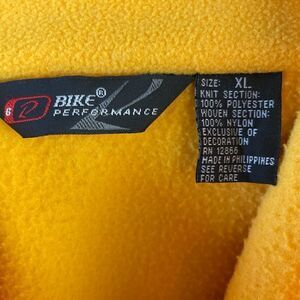 BIKE®
PERFORMANCE
SIZE: XL
KNIT SECTION:
100% POLYESTER
WOVEN SECTION:
100% NYLON
EXCLUSIVE OF
DECORATION
RN 12866
MADE IN PHILIPPINES
SEE REVERSE
FOR CARE